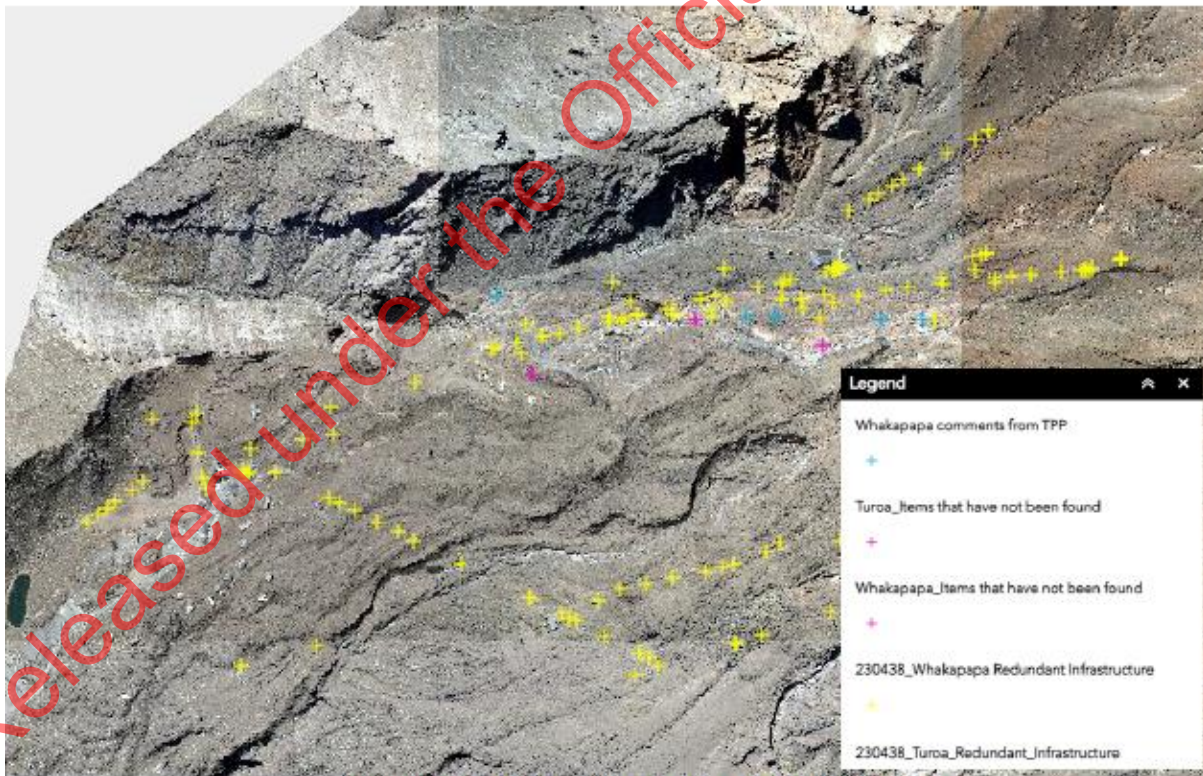 Released under the Offici
Legend
Whakapapa comments from TPP
Turoa_Items that have not been found
Whakapapa_Items that have not been found
230438_Whakapapa Redundant Infrastructure
230438_Turoa_Redundant_Infrastructure